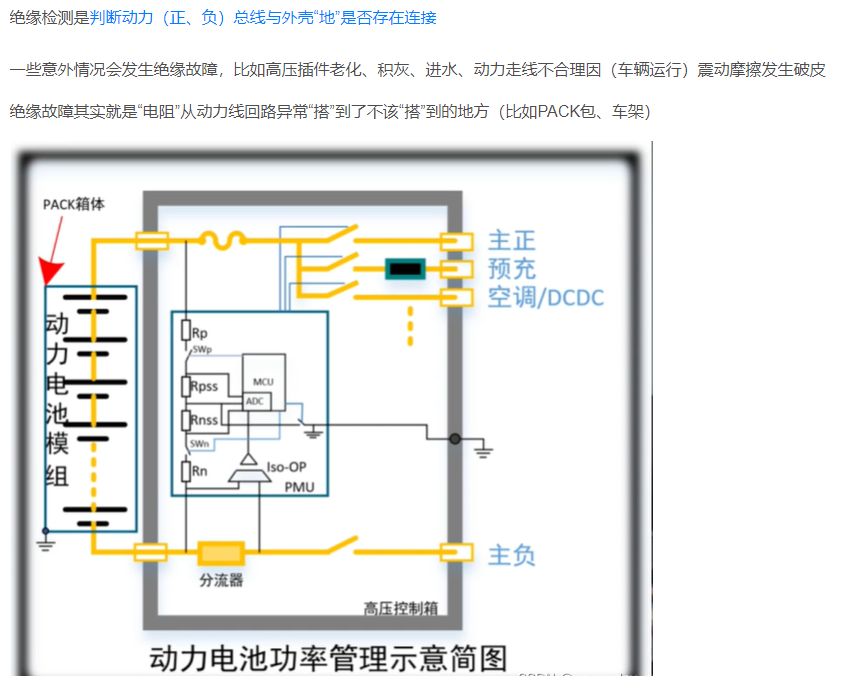 绝缘检测是判断动力（正、负）总线与外壳“地”是否存在连接
一些意外情况会发生绝缘故障，比如高压插件老化、积灰、进水、动力走线不合理因（车辆运行）震动摩擦发生破皮
绝缘故障其实就是“电阻”从动力线回路异常“搭”到了不该“搭”到的地方（比如PACK包、车架）
PACK箱体
主正
预充
空调/DCDC
动力电池模组
Rp
SWp
MCU
Rpss
ADC
Rnss
SWn
Rn
Iso-OP
PMU
主负
分流器
高压控制箱
动力电池功率管理示意简图